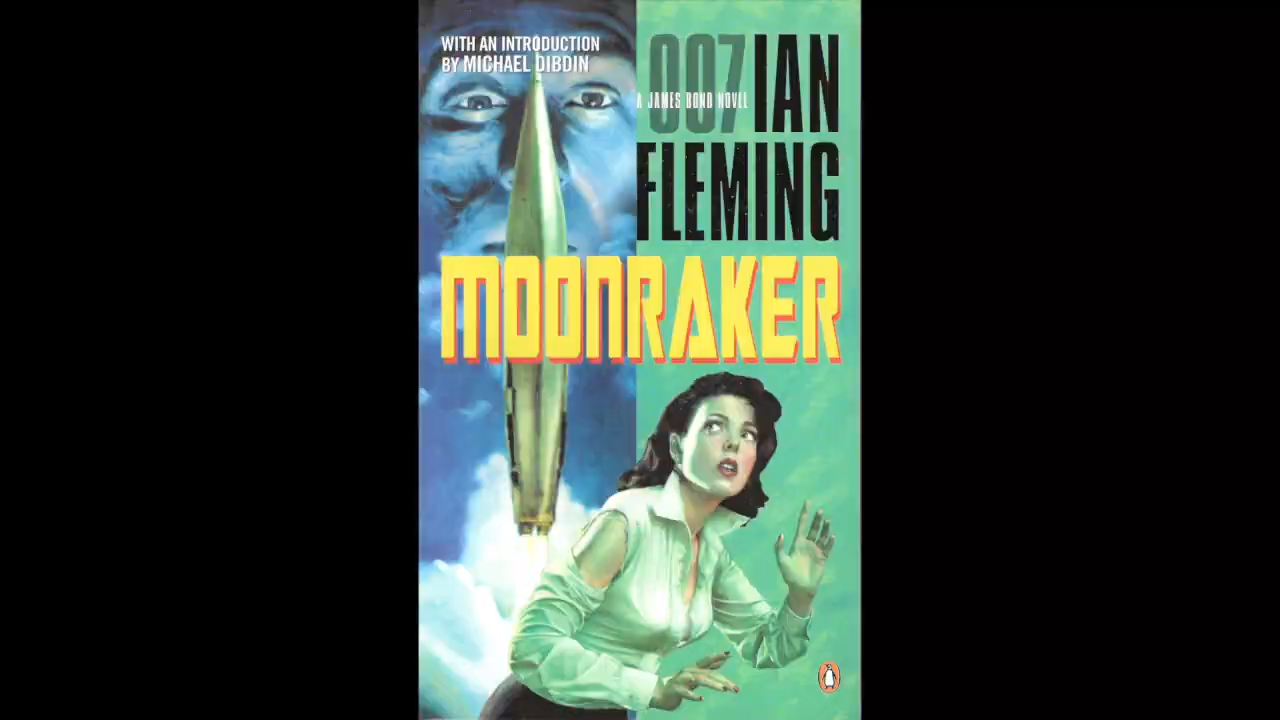 WITH AN INTRODUCTION
BY MICHAEL DIBDIN
007 IAN
A JAMES BOND NOVEL
FLEMING
MOONRAKER